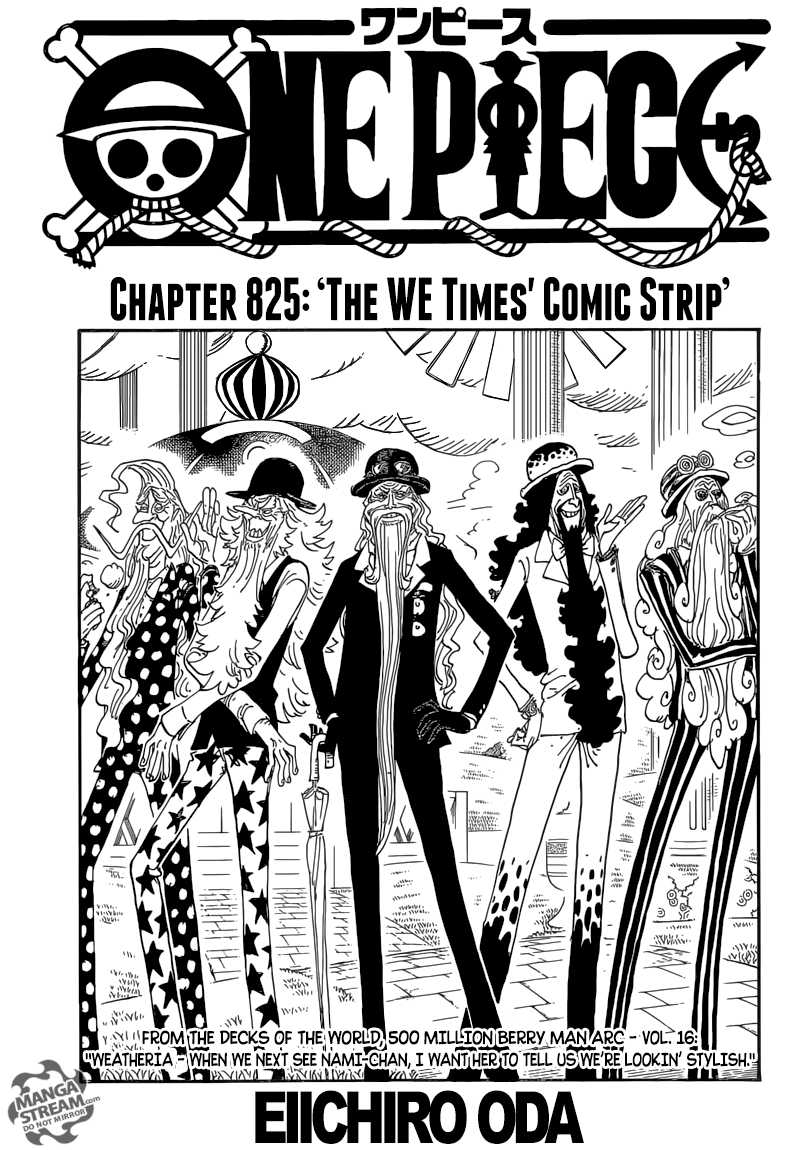 ワンピース
ONE PIECE
CHAPTER 825: ‘THE WE TIMES' COMIC STRIP’
FROM THE DECKS OF THE WORLD, 500 MILLION BERRY MAN ARC – VOL. 16:
"WEATHERIA – WHEN WE NEXT SEE NAMI-CHAN, I WANT HER TO TELL US WE'RE LOOKIN' STYLISH."
MANGA
STREAM.com
DO NOT MIRROR
EIICHIRO ODA